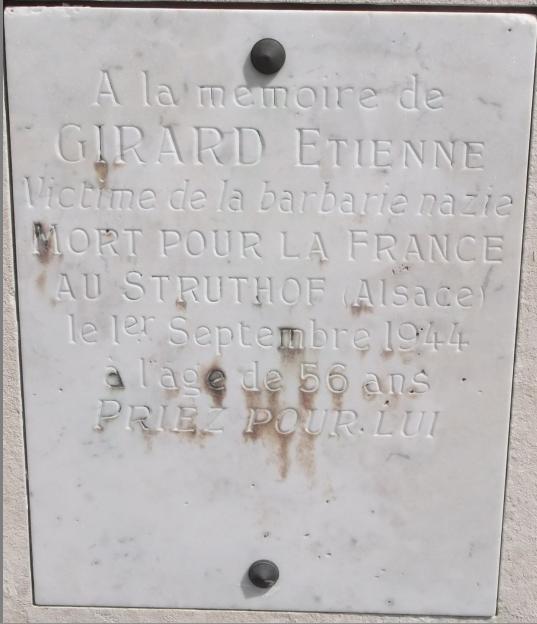 A la mémoire de
GIRARD ETIENNE
Victime de la barbarie nazie
MORT POUR LA FRANCE
AU STRUTHOF (Alsace)
le 1er Septembre 1944
à l'age de 56 ans
PRIEZ POUR LUI